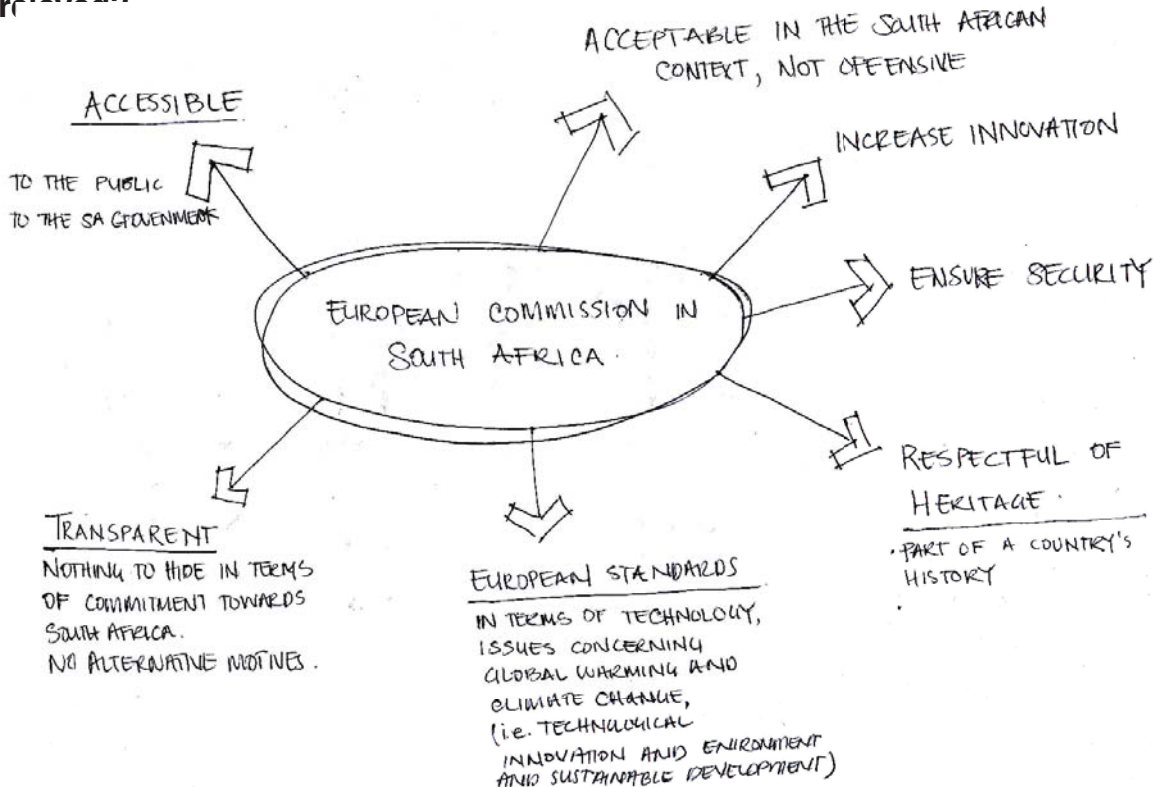 ACCESSIBLE
TO THE PUBLIC
TO THE SA GOVENMENT
ACCEPTABLE IN THE SOUTH AFRICAN
CONTEXT, NOT OFFENSIVE
INCREASE INNOVATION
ENSURE SECURITY
EUROPEAN COMMISSION IN
SOUTH AFRICA.
RESPECTFUL OF
HERITAGE.
• PART OF A COUNTRY'S
HISTORY
TRANSPARENT
NOTHING TO HIDE IN TERMS
OF COMMITMENT TOWARDS
SOUTH AFRICA.
NO ALTERNATIVE MOTIVES.
EUROPEAN STANDARDS
IN TERMS OF TECHNOLOGY,
ISSUES CONCERNING
GLOBAL WARMING AND
CLIMATE CHANGE,
(i.e. TECHNOLOGICAL
INNOVATION AND ENIRONMENT
AND SUSTAINABLE DEVELOPMENT)